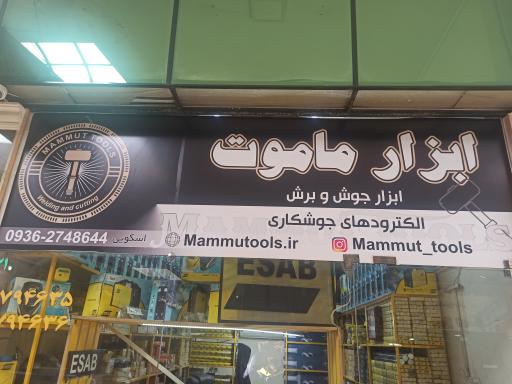 MAMMUT TOOLS
Welding and cutting
ابزار ماموت
ابزار جوش و برش
الکترودهای جوشکاری
0936-2748644 اسکویی Mammutools.ir Mammut_tools
ESAB
ESAB